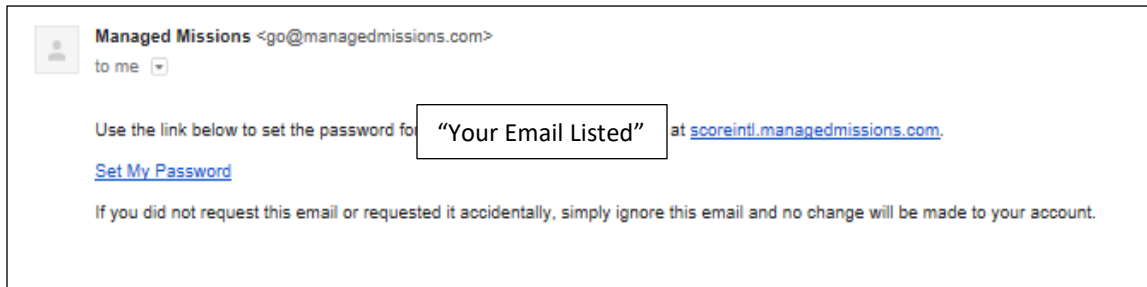 Managed Missions <go@managedmissions.com>
to me
Use the link below to set the password for “Your Email Listed” at scoreintl.managedmissions.com.
Set My Password
If you did not request this email or requested it accidentally, simply ignore this email and no change will be made to your account.